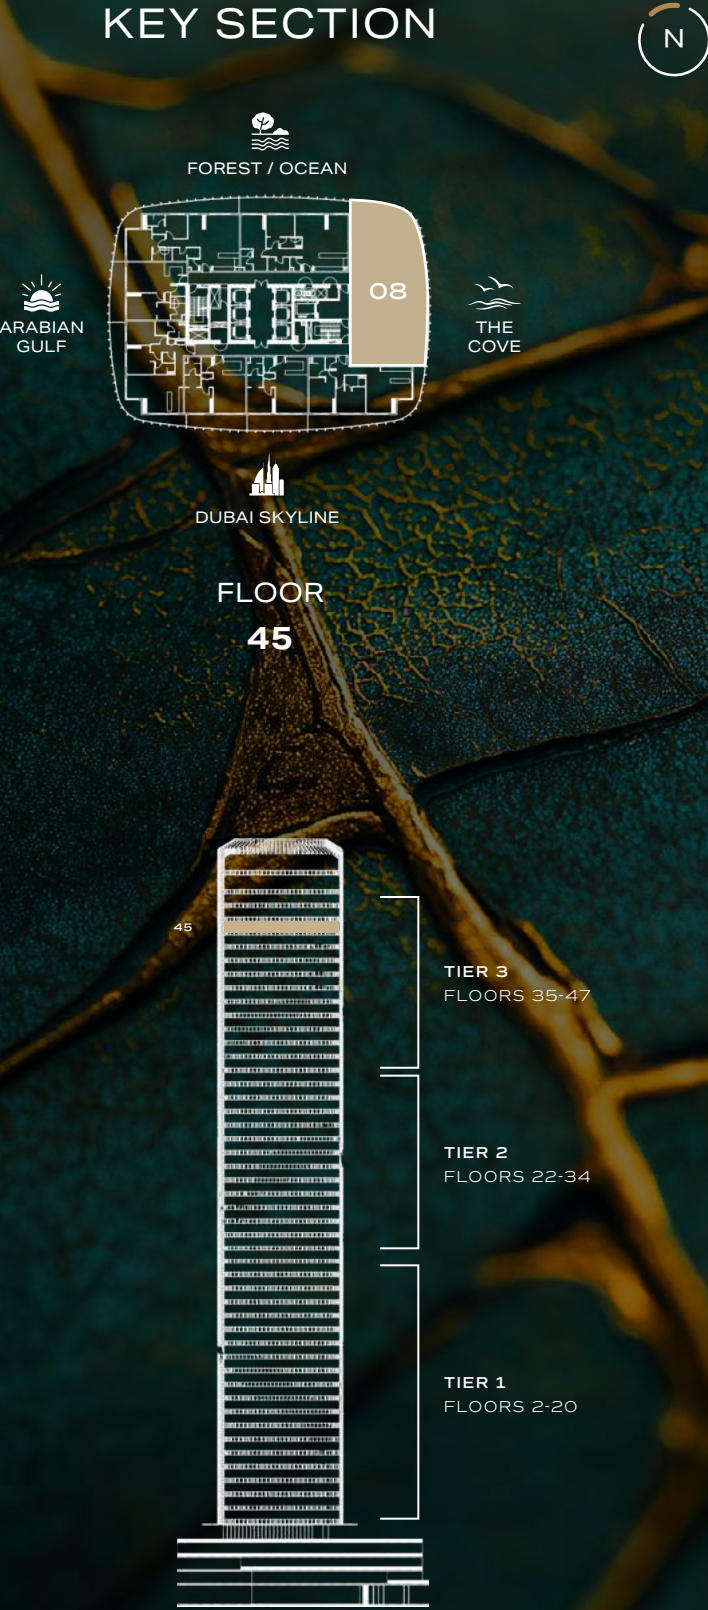 KEY SECTION
N
FOREST / OCEAN
08
ARABIAN
GULF
THE
COVE
DUBAI SKYLINE
FLOOR
45
45
TIER 3
FLOORS 35-47
TIER 2
FLOORS 22-34
TIER 1
FLOORS 2-20